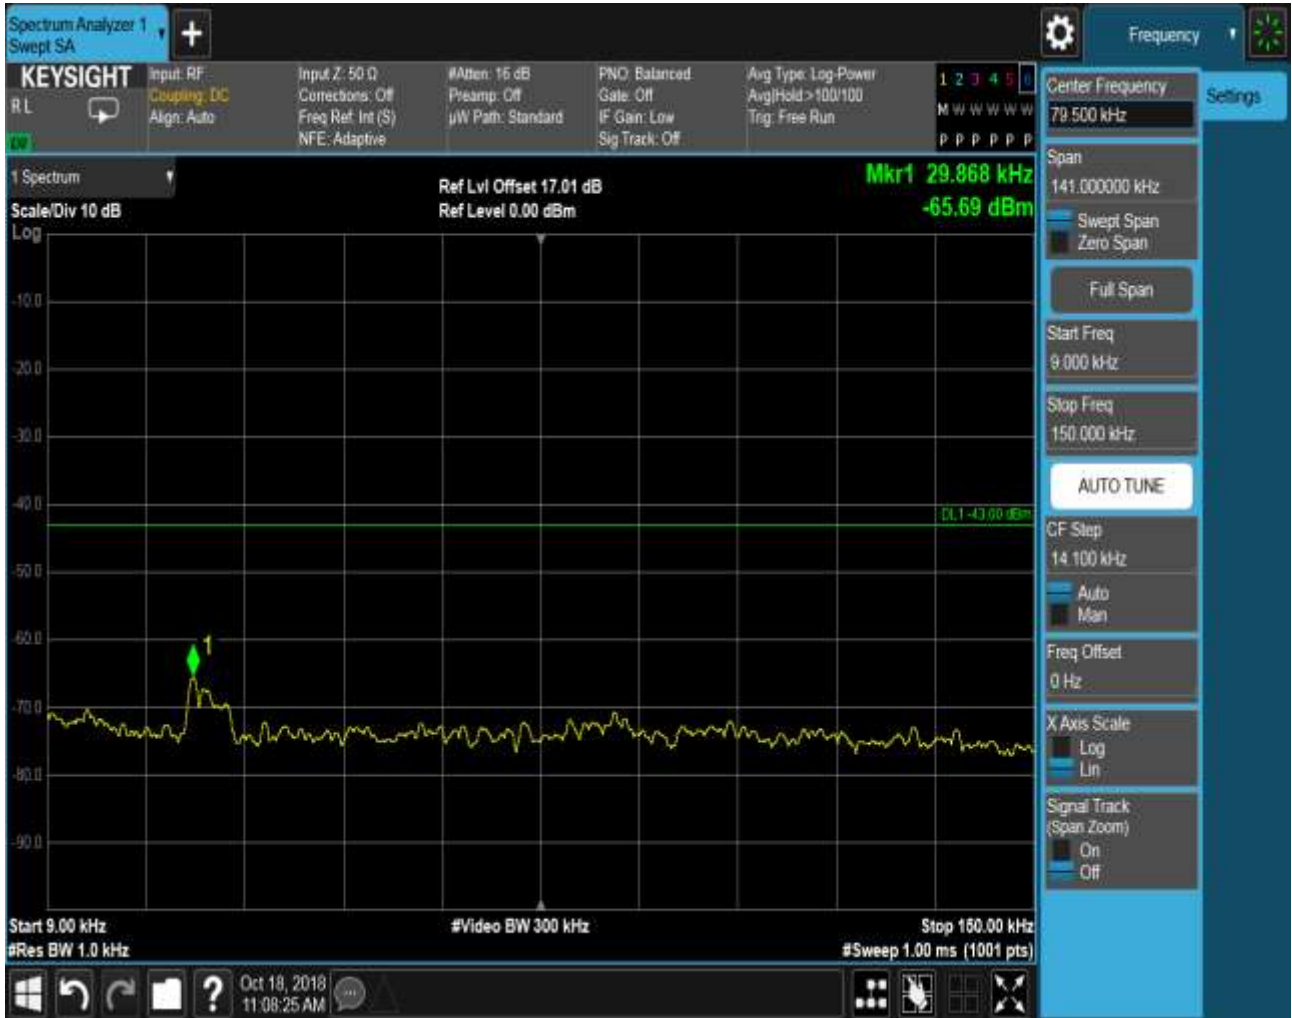 Spectrum Analyzer 1
Swept SA
+
Frequency
KEYSIGHT
R L
Input: RF
Coupling: DC
Align: Auto
Input Z: 50 Ω
Corrections: Off
Freq Ref: Int (S)
NFE: Adaptive
#Atten: 16 dB
Preamp: Off
µW Path: Standard
PNO: Balanced
Gate: Off
IF Gain: Low
Sig Track: Off
Avg Type: Log-Power
Avg|Hold:>100/100
Trig: Free Run
1 2 3 4 5 6
M W W W W W
P P P P P P
1 Spectrum
Scale/Div 10 dB
Log
Ref Lvl Offset 17.01 dB
Ref Level 0.00 dBm
Mkr1 29.868 kHz
-65.69 dBm
-10.0
-20.0
-30.0
-40.0
DL1 -43.00 dBm
-50.0
-60.0
1
-70.0
-80.0
-90.0
Start 9.00 kHz
#Video BW 300 kHz
Stop 150.00 kHz
#Res BW 1.0 kHz
#Sweep 1.00 ms (1001 pts)
Center Frequency
79.500 kHz
Settings
Span
141.000000 kHz
Swept Span
Zero Span
Full Span
Start Freq
9.000 kHz
Stop Freq
150.000 kHz
AUTO TUNE
CF Step
14.100 kHz
Auto
Man
Freq Offset
0 Hz
X Axis Scale
Log
Lin
Signal Track
(Span Zoom)
On
Off
?
Oct 18, 2018
11:08:25 AM